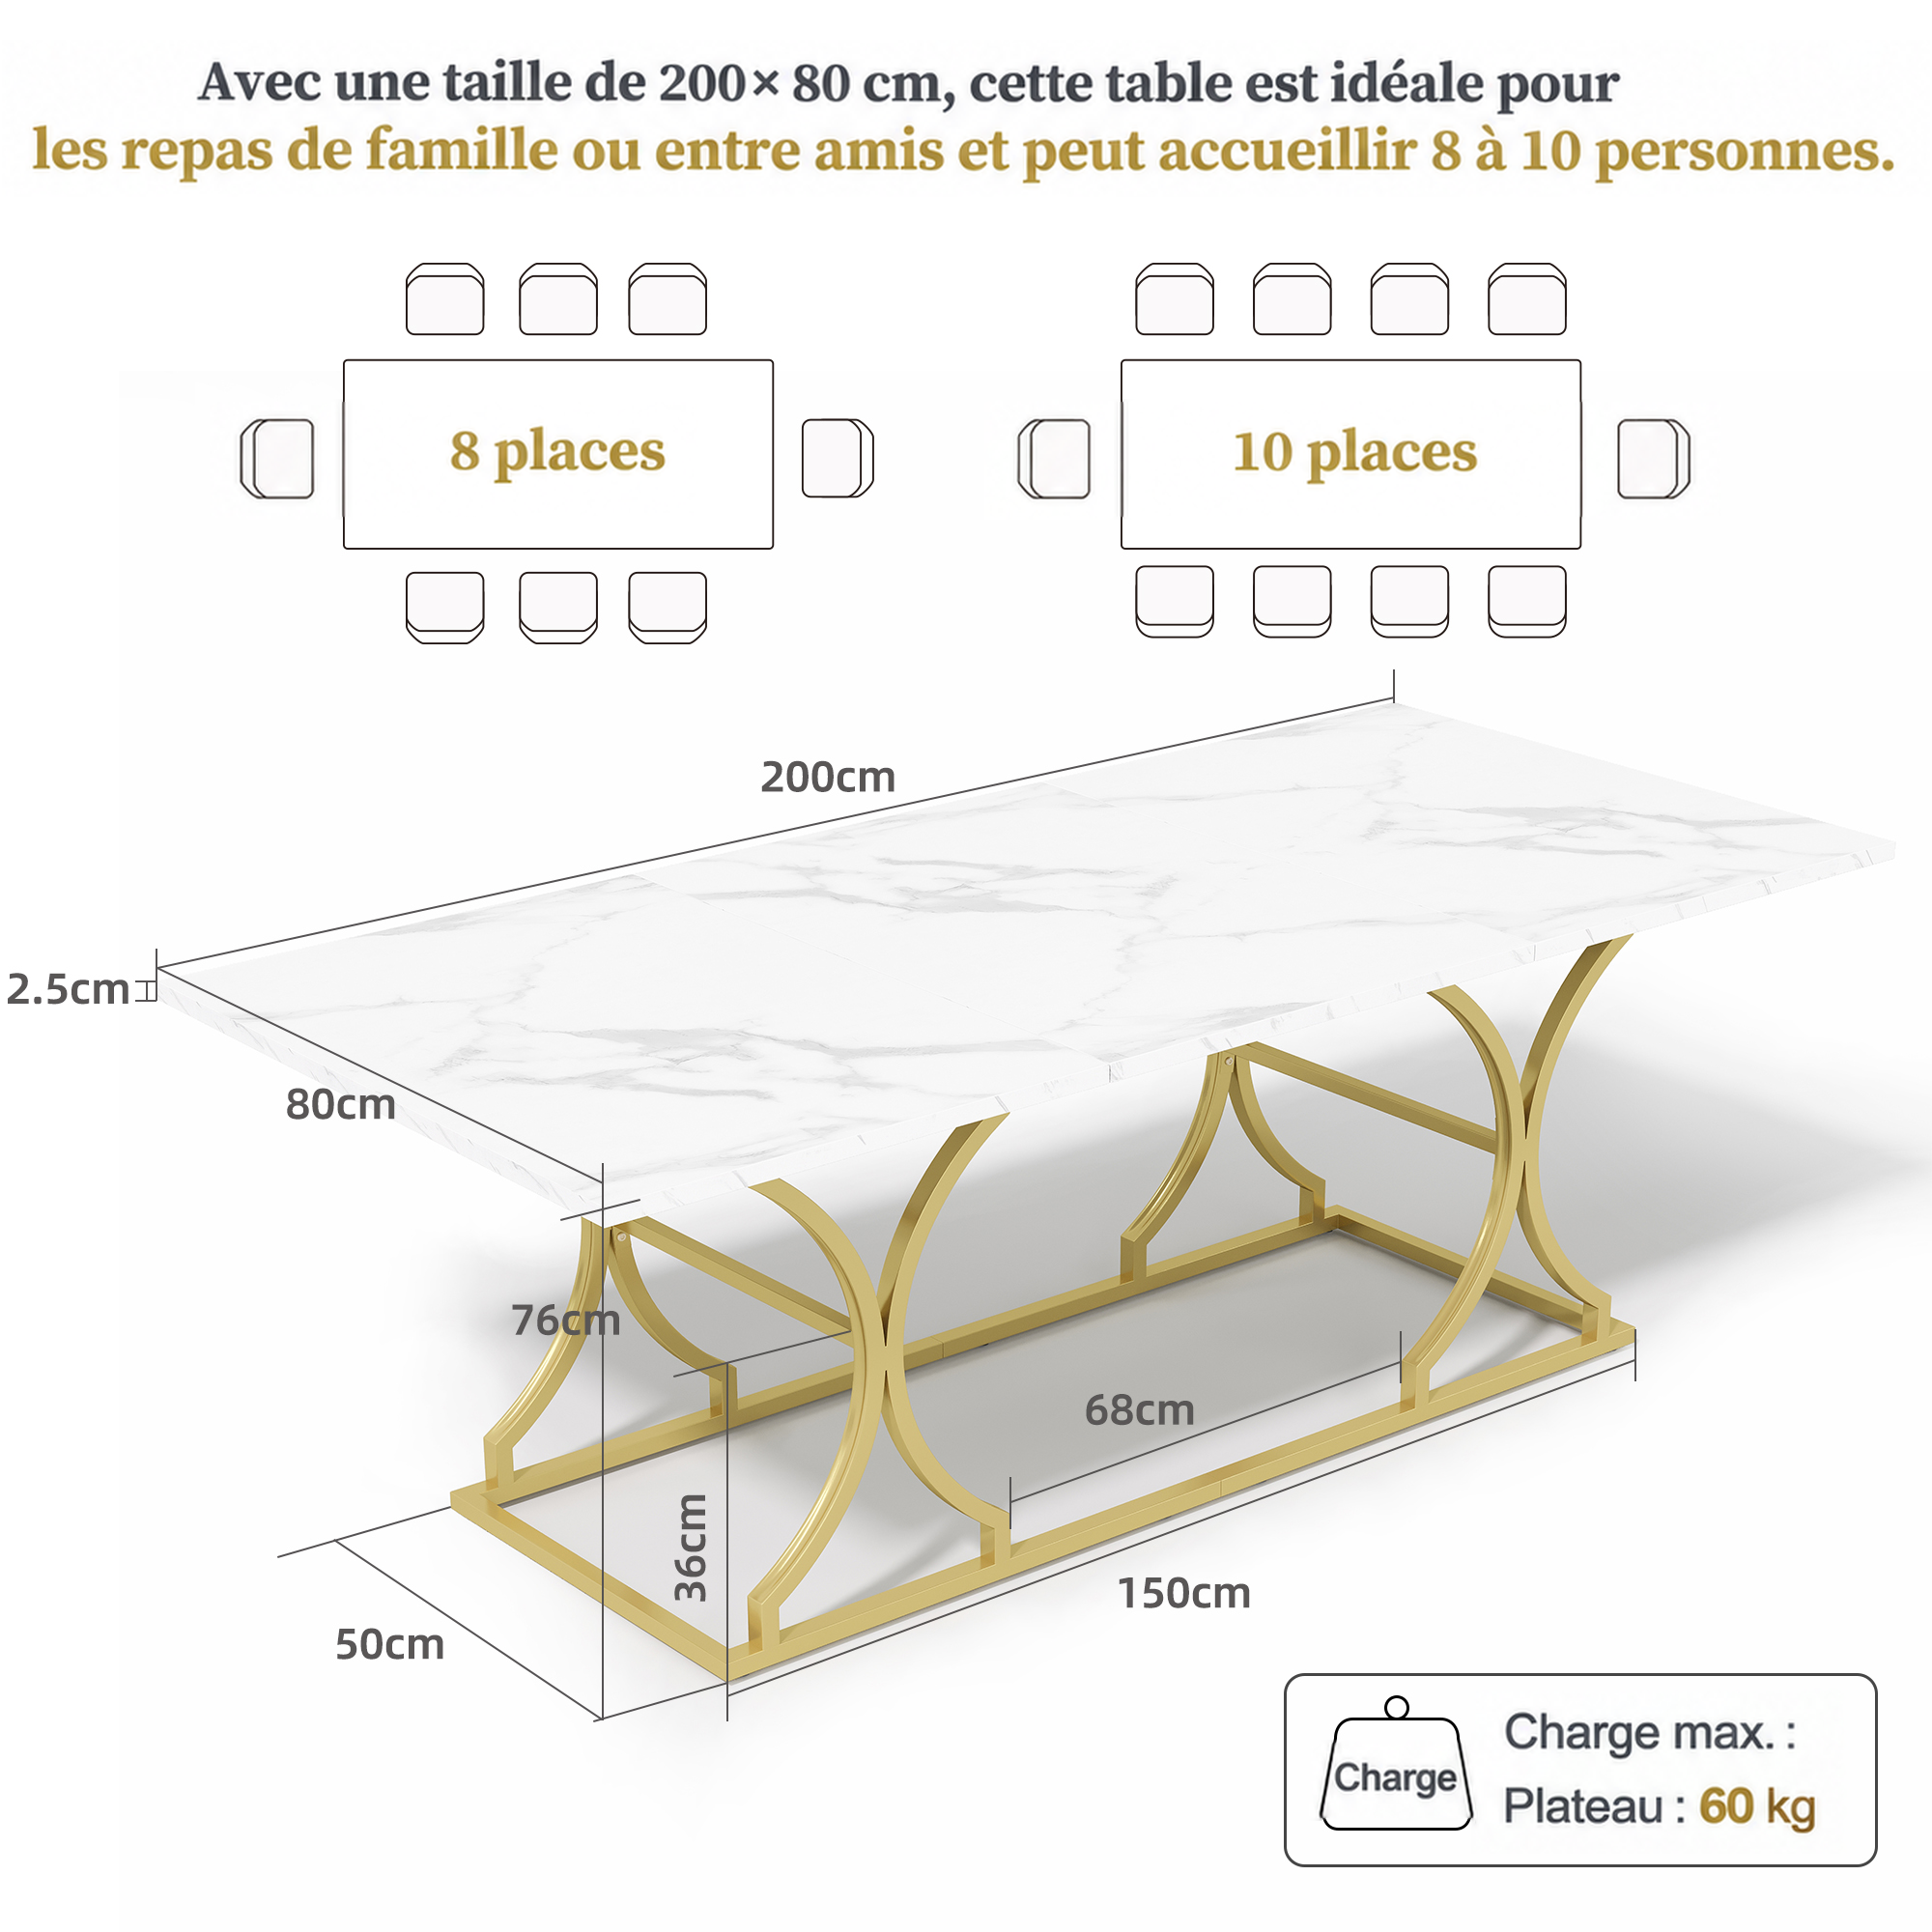 Avec une taille de 200× 80 cm, cette table est idéale pour
les repas de famille ou entre amis et peut accueillir 8 à 10 personnes.
8 places
10 places
200cm
2.5cm
80cm
76cm
68cm
36cm
150cm
50cm
Charge
Charge max. :
Plateau : 60 kg